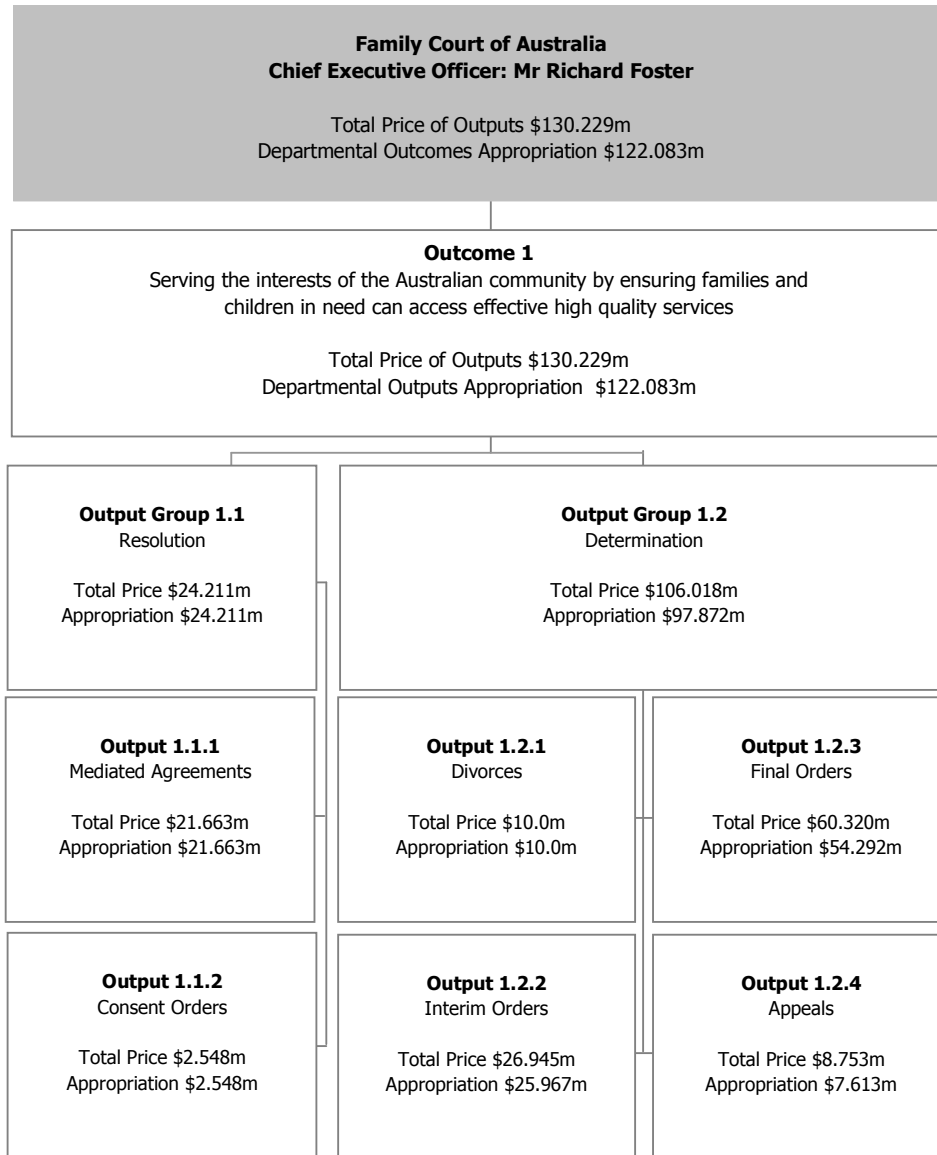 Family Court of Australia
Chief Executive Officer: Mr Richard Foster
Total Price of Outputs $130.229m
Departmental Outcomes Appropriation $122.083m
Outcome 1
Serving the interests of the Australian community by ensuring families and
children in need can access effective high quality services
Total Price of Outputs $130.229m
Departmental Outputs Appropriation $122.083m
Output Group 1.1
Resolution
Total Price $24.211m
Appropriation $24.211m
Output Group 1.2
Determination
Total Price $106.018m
Appropriation $97.872m
Output 1.1.1
Mediated Agreements
Total Price $21.663m
Appropriation $21.663m
Output 1.2.1
Divorces
Total Price $10.0m
Appropriation $10.0m
Output 1.2.3
Final Orders
Total Price $60.320m
Appropriation $54.292m
Output 1.1.2
Consent Orders
Total Price $2.548m
Appropriation $2.548m
Output 1.2.2
Interim Orders
Total Price $26.945m
Appropriation $25.967m
Output 1.2.4
Appeals
Total Price $8.753m
Appropriation $7.613m